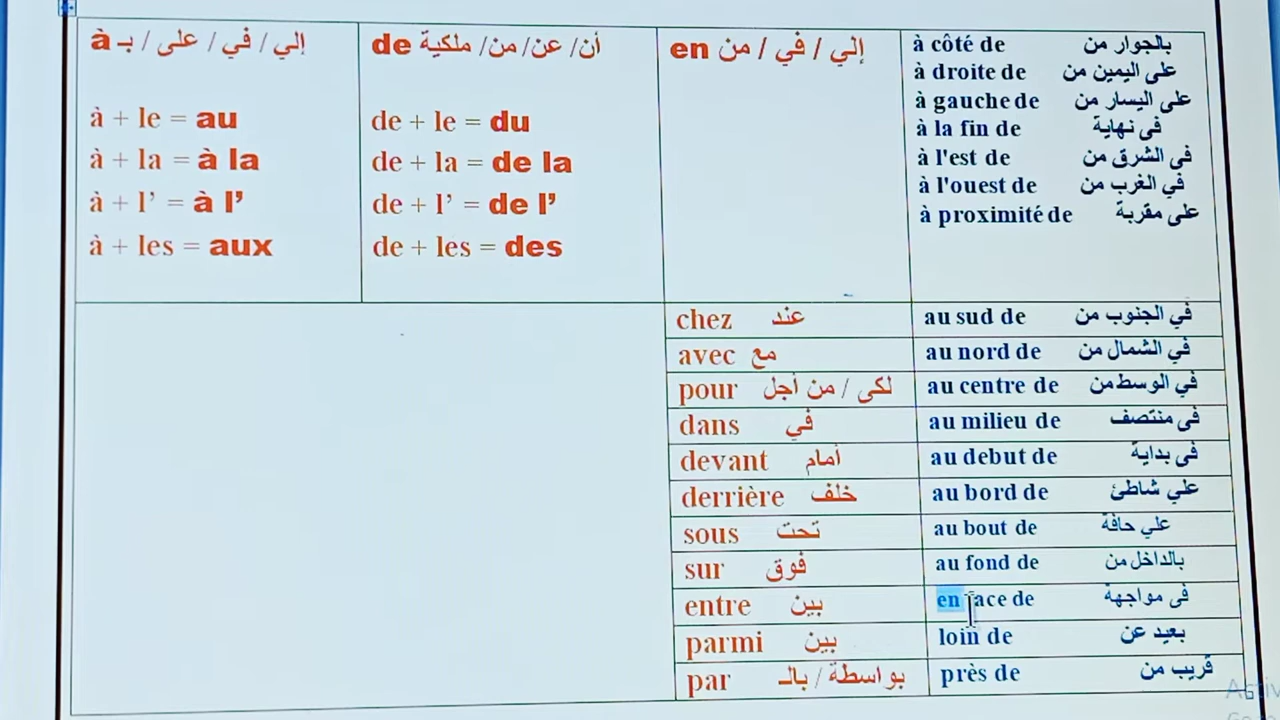 à إلي / في / على / بـ
à + le = au
à + la = à la
à + l’ = à l’
à + les = aux
de أن/ عن/ من/ ملكية
de + le = du
de + la = de la
de + l’ = de l’
de + les = des
en إلي / في / من
à côté de بالجوار من
à droite de على اليمين من
à gauche de على اليسار من
à la fin de فى نهاية
à l'est de فى الشرق من
à l'ouest de في الغرب من
à proximité de على مقربة
chez عند
au sud de في الجنوب من
avec مع
au nord de في الشمال من
pour لكى / من أجل
au centre de في الوسط من
dans في
au milieu de فى منتصف
devant أمام
au debut de فى بداية
derrière خلف
au bord de علي شاطئ
sous تحت
au bout de علي حافة
sur فوق
au fond de بالداخل من
entre بين
en face de فى مواجهة
parmi بين
loin de بعيد عن
par بواسطة / بالـ
près de قريب من